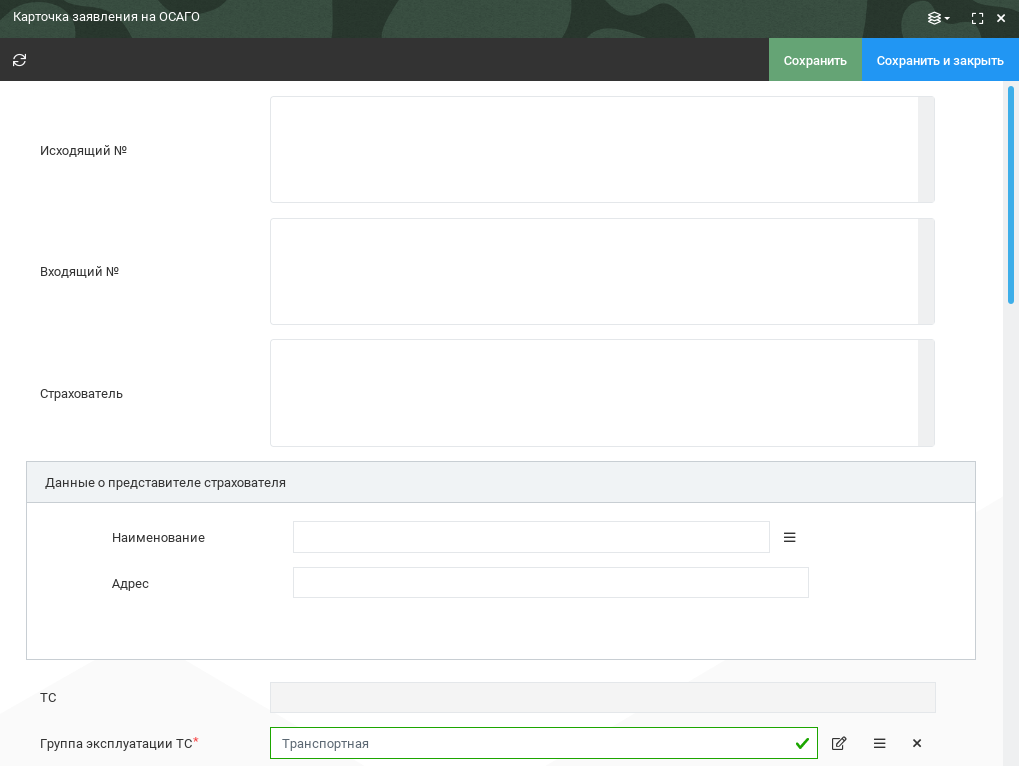 Карточка заявления на ОСАГО
Сохранить
Сохранить и закрыть
Исходящий №
Входящий №
Страхователь
Данные о представителе страхователя
Наименование
Адрес
ТС
Группа эксплуатации ТС*
Транспортная